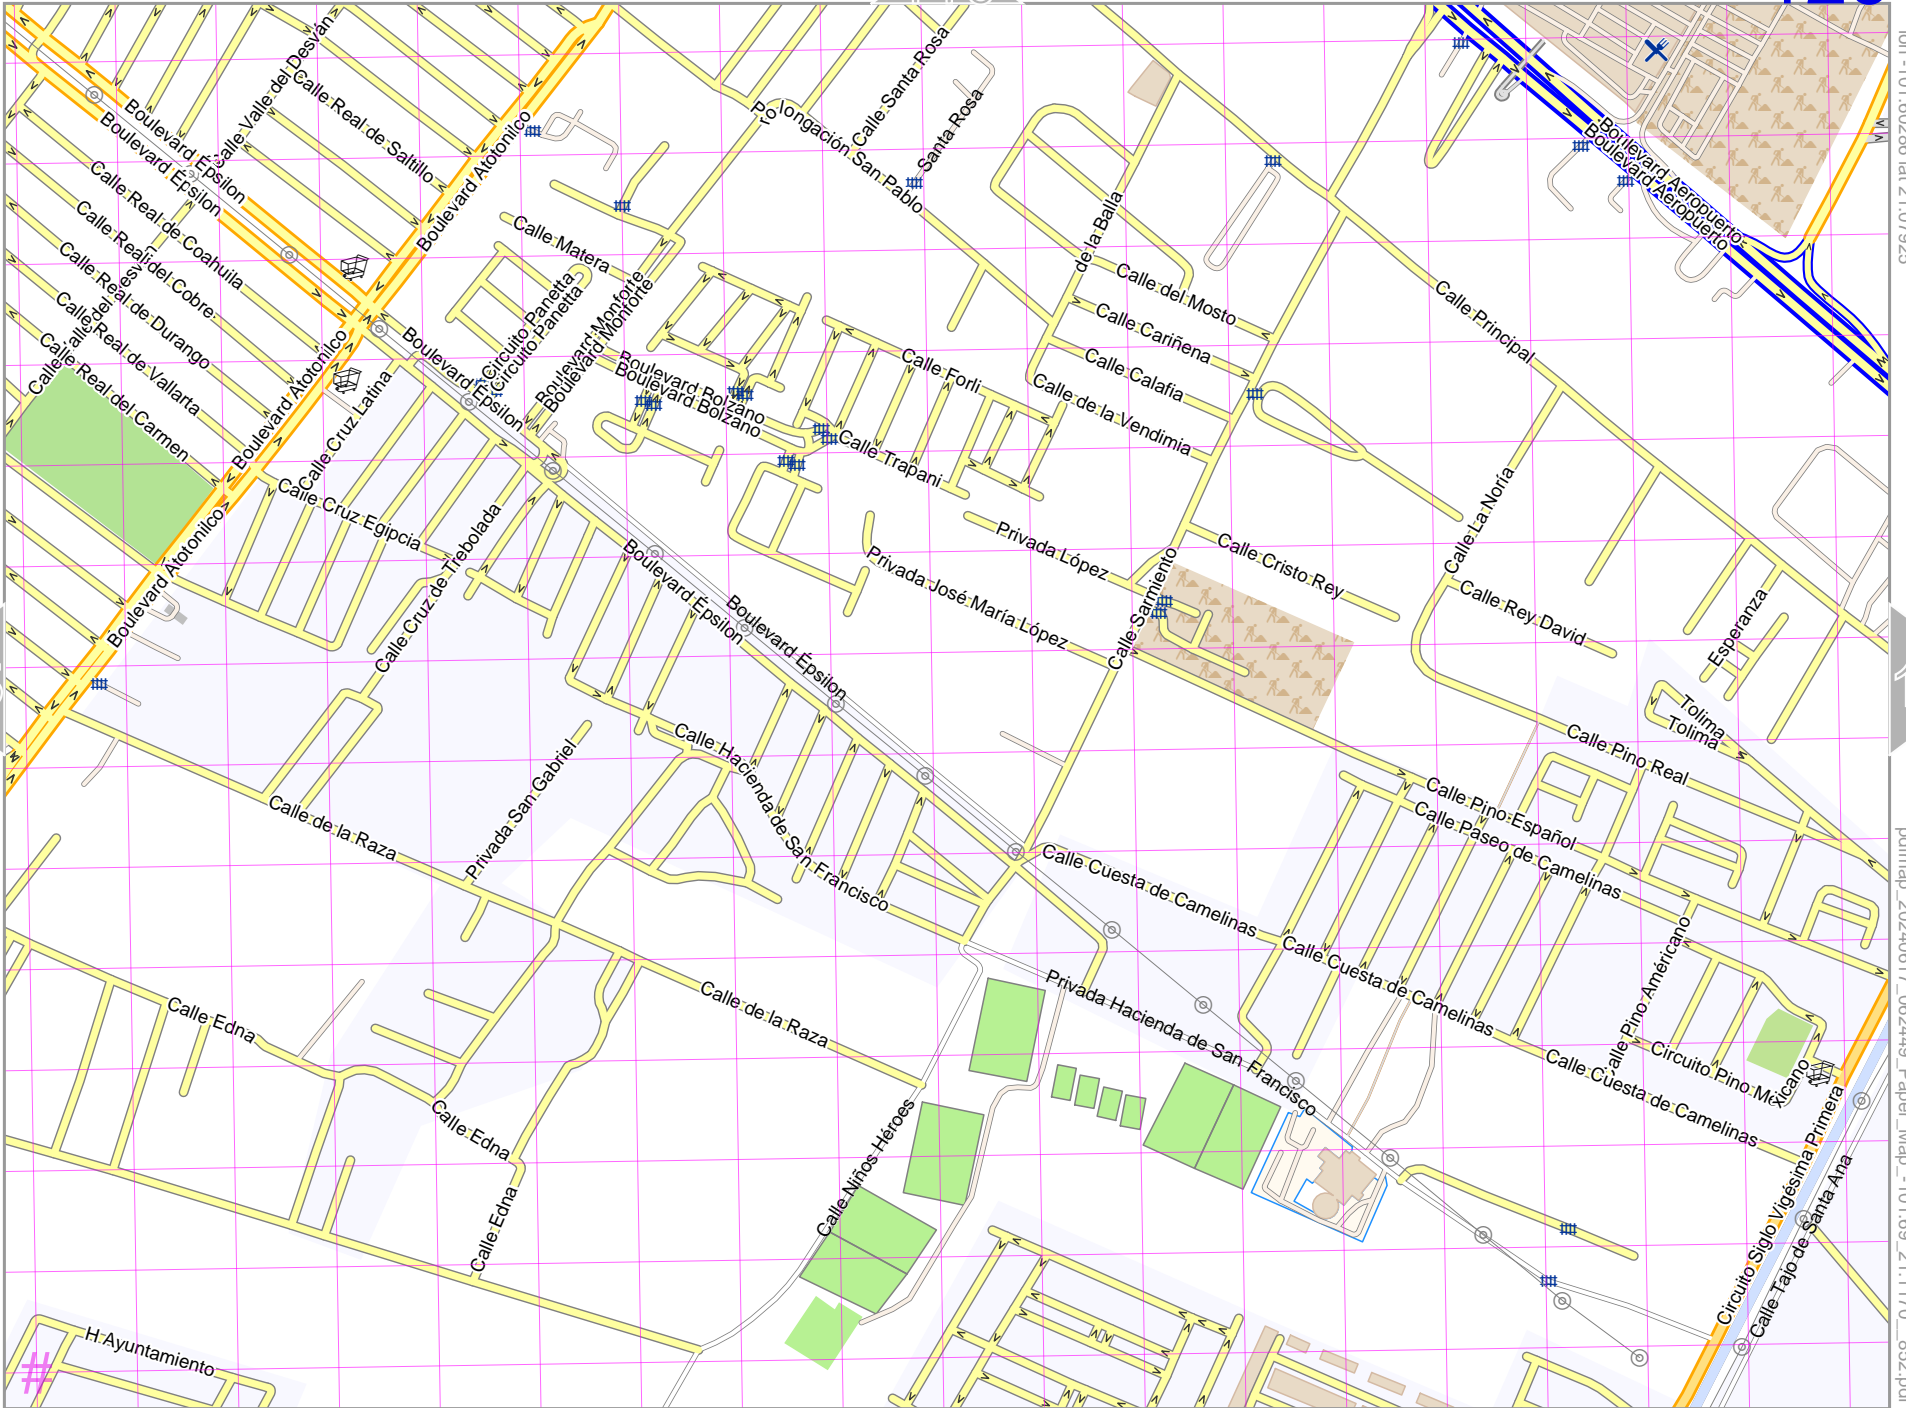 Calle Valle del Desván
Calle Real de Saltillo
Boulevard Atotonilco
Boulevard Epsilon
Boulevard Épsilon
Calle Real de Coahuila
Calle Real del Cobre
Calle Real de Durango
Calle Real de Vallarta
Calle Real del Carmen
Calle Santa Rosa
Santa Rosa
Prolongación San Pablo
Calle Matera
Circuito Panetta
Circuito Panetta
Boulevard Monforte
Boulevard Monforte
Boulevard Epsilon
Boulevard Bolzano
Boulevard Bolzano
Calle Forli
Calle Trapani
de la Balla
Calle del Mosto
Calle Cariñena
Calle Calafia
Calle de la Vendimia
Calle Principal
Boulevard Aeropuerto
Boulevard Aeropuerto
Boulevard Atotonilco
Calle Cruz Latina
Calle Cruz Egipcia
Calle Cruz de Trebolada
Boulevard Atotonilco
Boulevard Épsilon
Boulevard Épsilon
Privada López
Privada José María López
Calle Sarmiento
Calle Cristo Rey
Calle La Noria
Calle Rey David
Esperanza
Tolima
Tolima
Calle Pino Real
Calle Pino Español
Calle Paseo de Camelinas
Calle Hacienda de San Francisco
Privada San Gabriel
Calle de la Raza
Calle Cuesta de Camelinas
Calle Cuesta de Camelinas
Calle Pino Américano
Circuito Pino Méxicano
Calle Cuesta de Camelinas
Calle de la Raza
Privada Hacienda de San Francisco
Calle Edna
Calle Edna
Calle Edna
Calle Niños Héroes
Circuito Siglo Vigésima Primera
Calle Tajo de Santa Ana
H Ayuntamiento
#